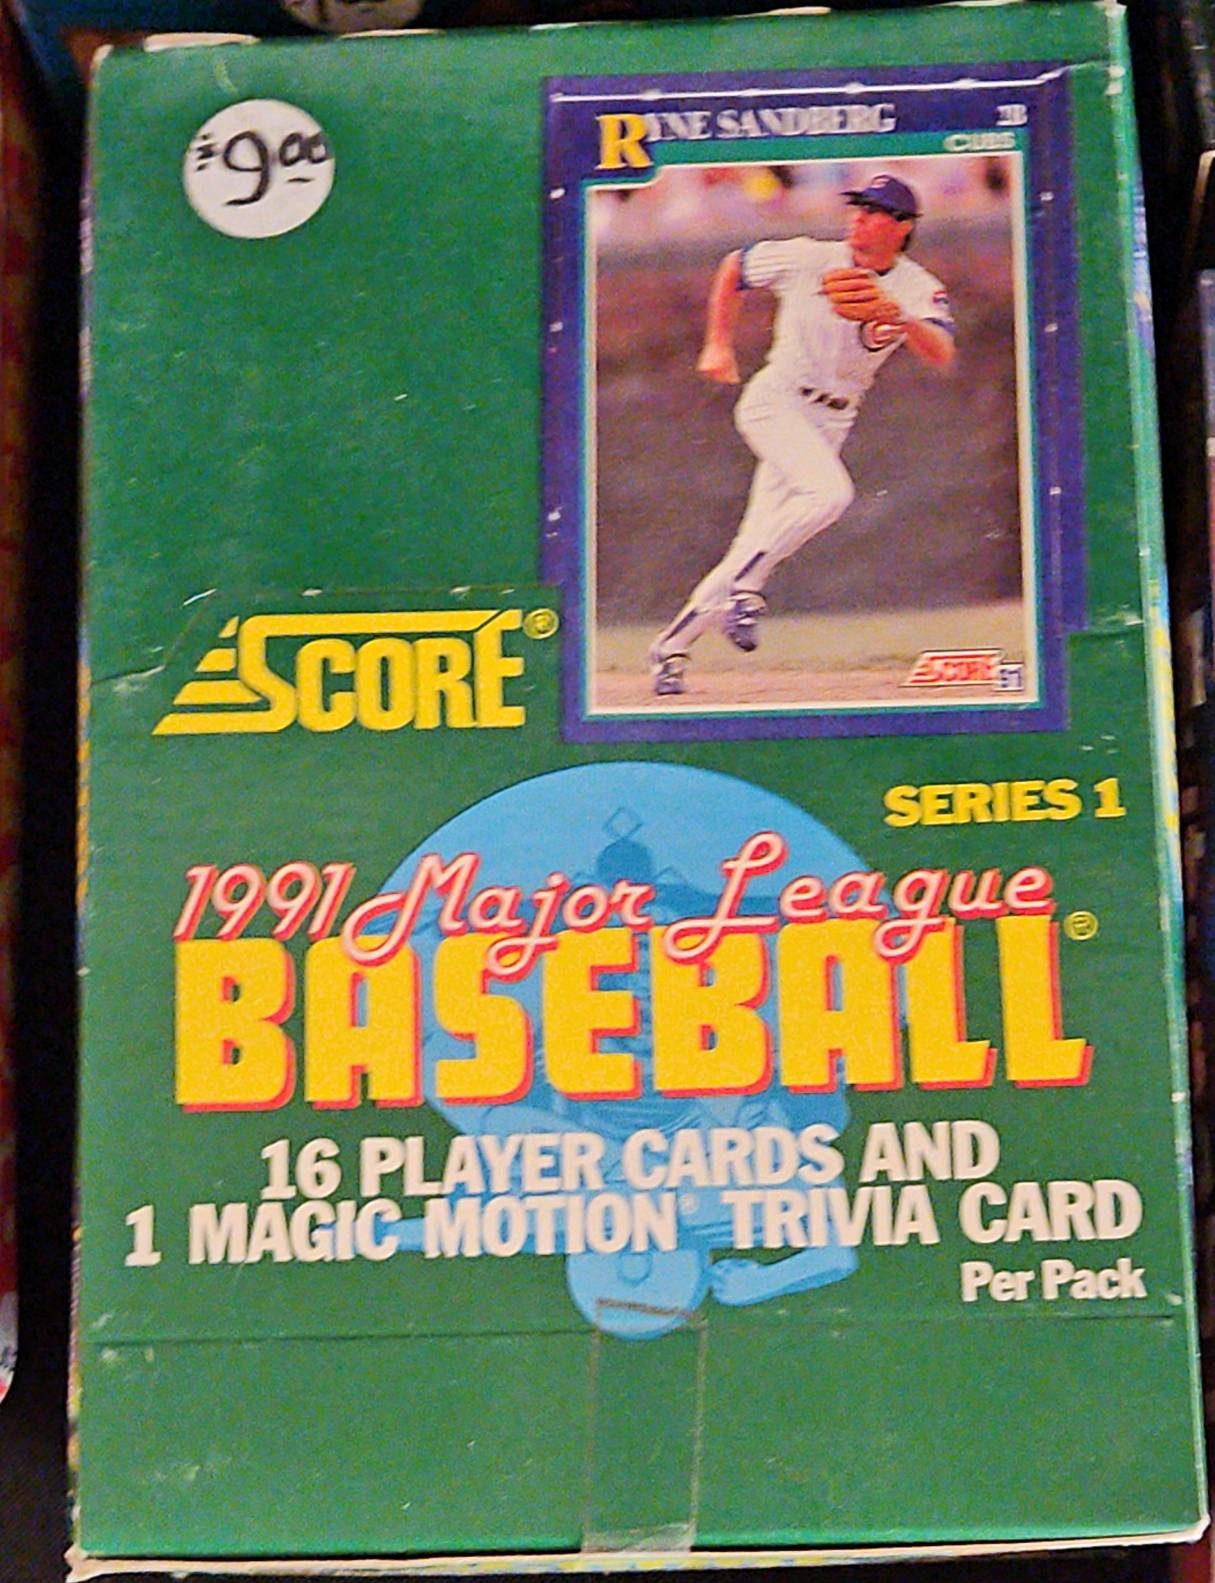 $9.00
RYNE SANDBERG 2B
CUBS
SCORE 91
SCORE®
SERIES 1
1991 Major League
BASEBALL®
16 PLAYER CARDS AND
1 MAGIC MOTION® TRIVIA CARD
Per Pack